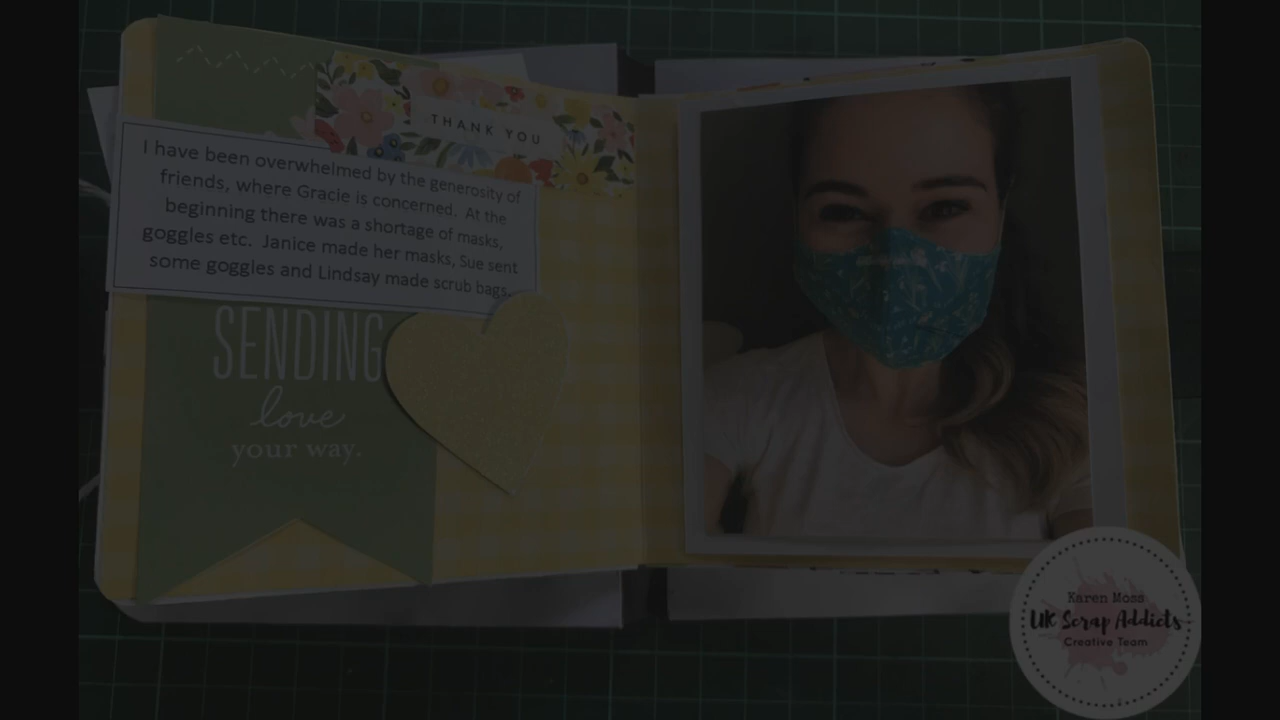 THANK YOU
I have been overwhelmed by the generosity of
friends, where Gracie is concerned. At the
beginning there was a shortage of masks,
goggles etc. Janice made her masks, Sue sent
some goggles and Lindsay made scrub bags.
SENDING
love
your way.
Karen Moss
UK Scrap Addicts
Creative Team